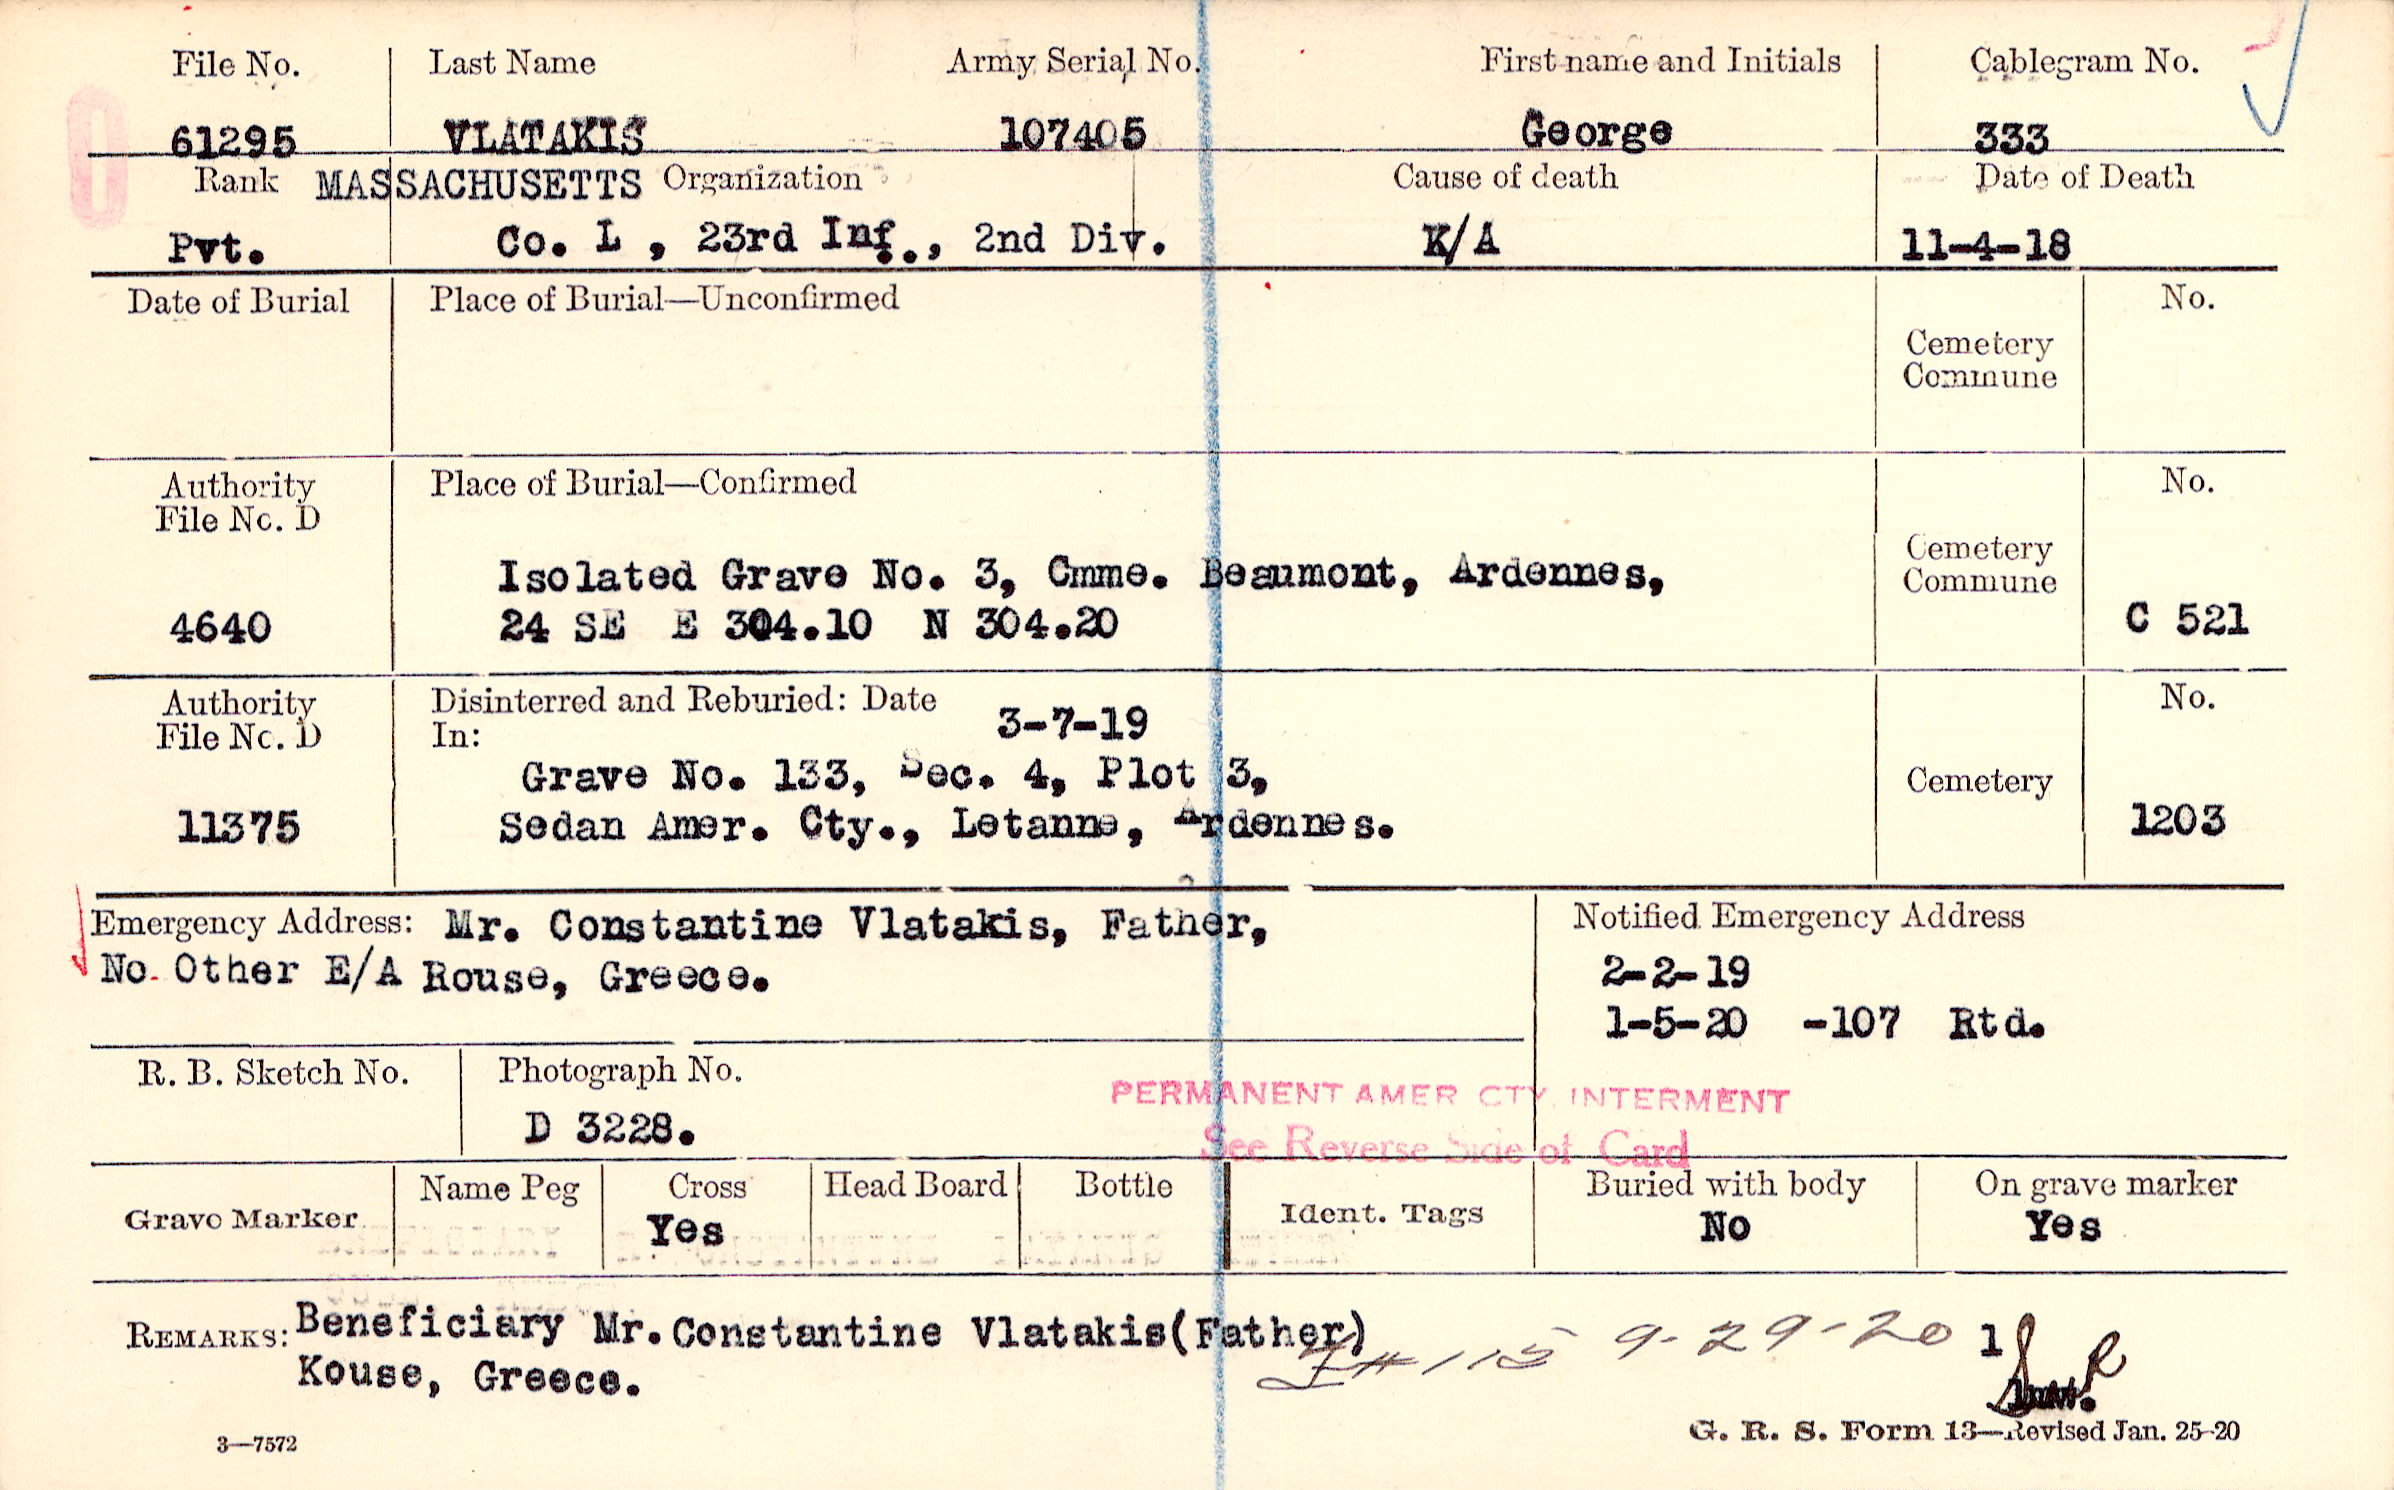 File No. Last Name Army Serial No. First name and Initials Cablegram No.
61295 VLATAKIS 107405 George 333
Rank MASSACHUSETTS Organization Cause of death Date of Death
Pvt. Co. L , 23rd Inf., 2nd Div. K/A 11-4-18
Date of Burial Place of Burial—Unconfirmed No.
Cemetery
Commune
Authority Place of Burial—Confirmed No.
File No. D
Cemetery
Isolated Grave No. 3, Cmme. Beaumont, Ardennes, Commune
4640 24 SE E 304.10 N 304.20 C 521
Authority Disinterred and Reburied: Date No.
File No. D In: 3-7-19
Grave No. 133, Sec. 4, Plot 3, Cemetery
11375 Sedan Amer. Cty., Letanne, Ardennes. 1203
Emergency Address: Mr. Constantine Vlatakis, Father, Notified Emergency Address
No Other E/A Rouse, Greece. 2-2-19
1-5-20 -107 Rtd.
R. B. Sketch No. Photograph No.
PERMANENT AMER CTY INTERMENT
D 3228.
See Reverse Side of Card
Name Peg Cross Head Board Bottle Buried with body On grave marker
Grave Marker Yes Ident. Tags No Yes
REMARKS: Beneficiary Mr. Constantine Vlatakis(Father)
# 115 9-29-20 1
Kouse, Greece.
G. R. S. Form 13—Revised Jan. 25-20
3—7572